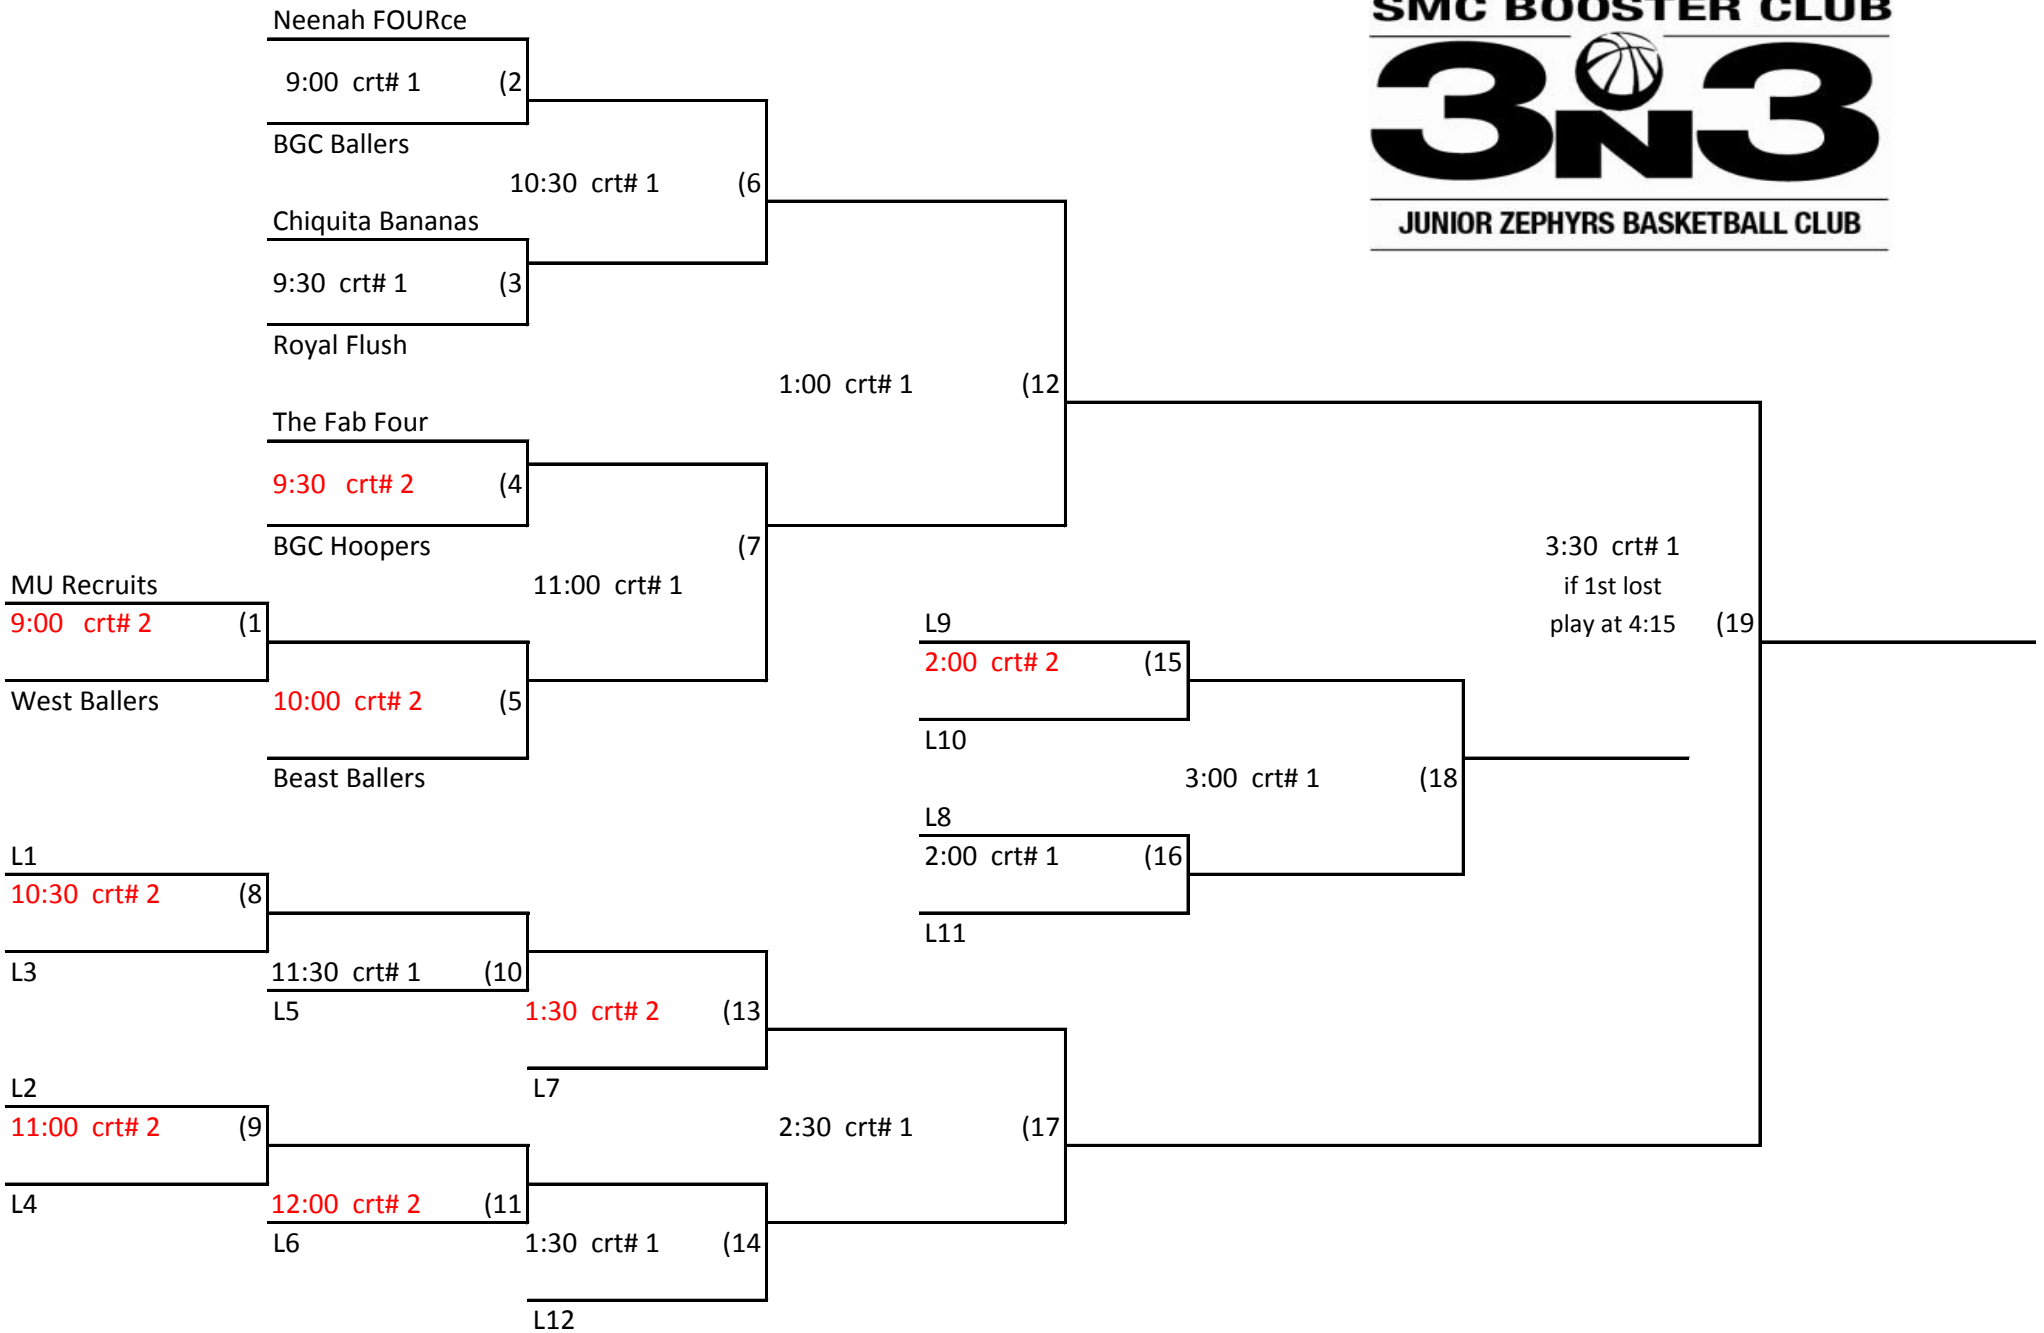 SMC BOOSTER CLUB
3N3
JUNIOR ZEPHYRS BASKETBALL CLUB
Neenah FOURce
9:00 crt# 1 (2
BGC Ballers
10:30 crt# 1 (6
Chiquita Bananas
9:30 crt# 1 (3
Royal Flush
1:00 crt# 1 (12
The Fab Four
9:30 crt# 2 (4
BGC Hoopers
(7
11:00 crt# 1
MU Recruits
9:00 crt# 2 (1
West Ballers
10:00 crt# 2 (5
Beast Ballers
3:30 crt# 1
if 1st lost
play at 4:15 (19
L9
2:00 crt# 2 (15
L10
3:00 crt# 1 (18
L8
2:00 crt# 1 (16
L11
L1
10:30 crt# 2 (8
L3
11:30 crt# 1 (10
L5
1:30 crt# 2 (13
L7
L2
11:00 crt# 2 (9
2:30 crt# 1 (17
L4
12:00 crt# 2 (11
L6
1:30 crt# 1 (14
L12